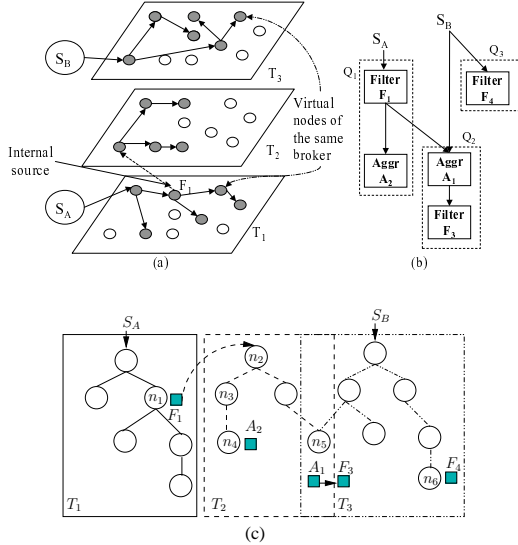 S_B
T_3
Virtual
nodes of
the same
broker
T_2
Internal
source
F_1
S_A
T_1
(a)
S_A
S_B
Q_1
Q_3
Filter
F_1
Filter
F_4
Q_2
Aggr
A_2
Aggr
A_1
Filter
F_3
(b)
S_A
S_B
n_2
n_1
F_1
n_3
n_4
A_2
n_5
A_1
F_3
F_4
n_6
T_1
T_2
T_3
(c)